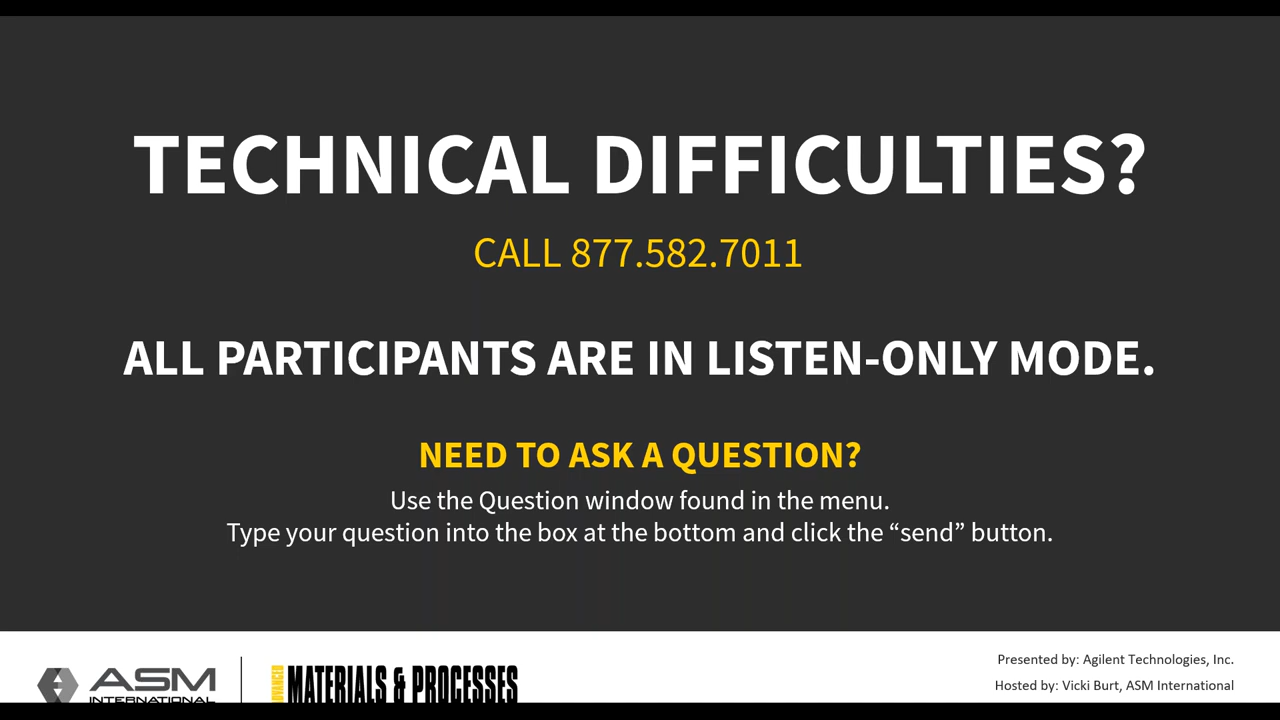 TECHNICAL DIFFICULTIES?
CALL 877.582.7011
ALL PARTICIPANTS ARE IN LISTEN-ONLY MODE.
NEED TO ASK A QUESTION?
Use the Question window found in the menu.
Type your question into the box at the bottom and click the “send” button.
ASM
INTERNATIONAL
ADVANCED
MATERIALS & PROCESSES
Presented by: Agilent Technologies, Inc.
Hosted by: Vicki Burt, ASM International